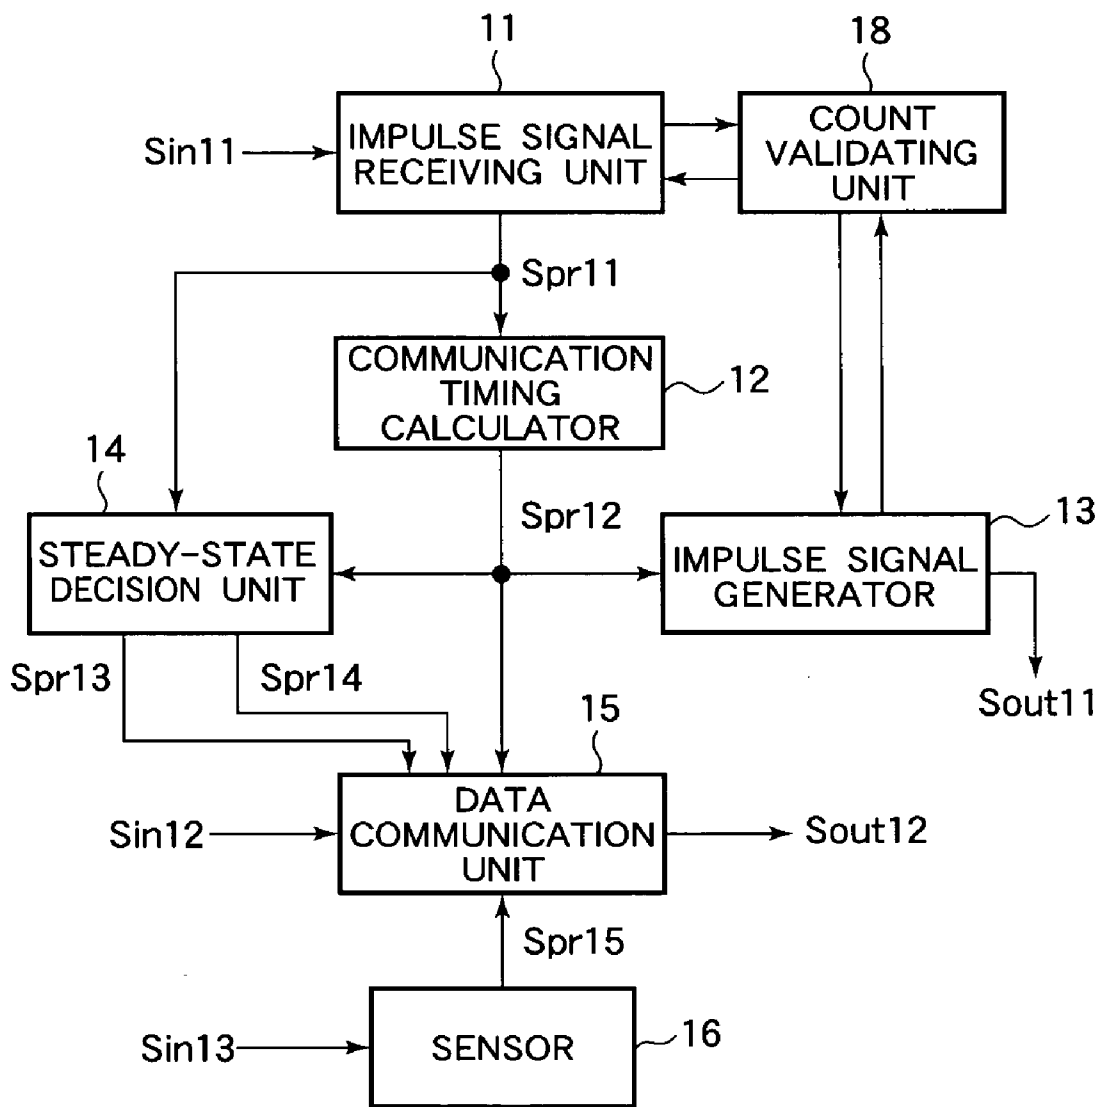 11
18
IMPULSE SIGNAL
RECEIVING UNIT
COUNT
VALIDATING
UNIT
Sin11
Spr11
COMMUNICATION
TIMING
CALCULATOR
12
14
Spr12
13
STEADY-STATE
DECISION UNIT
IMPULSE SIGNAL
GENERATOR
Spr13
Spr14
Sout11
15
DATA
COMMUNICATION
UNIT
Sin12
Sout12
Spr15
Sin13
SENSOR
16